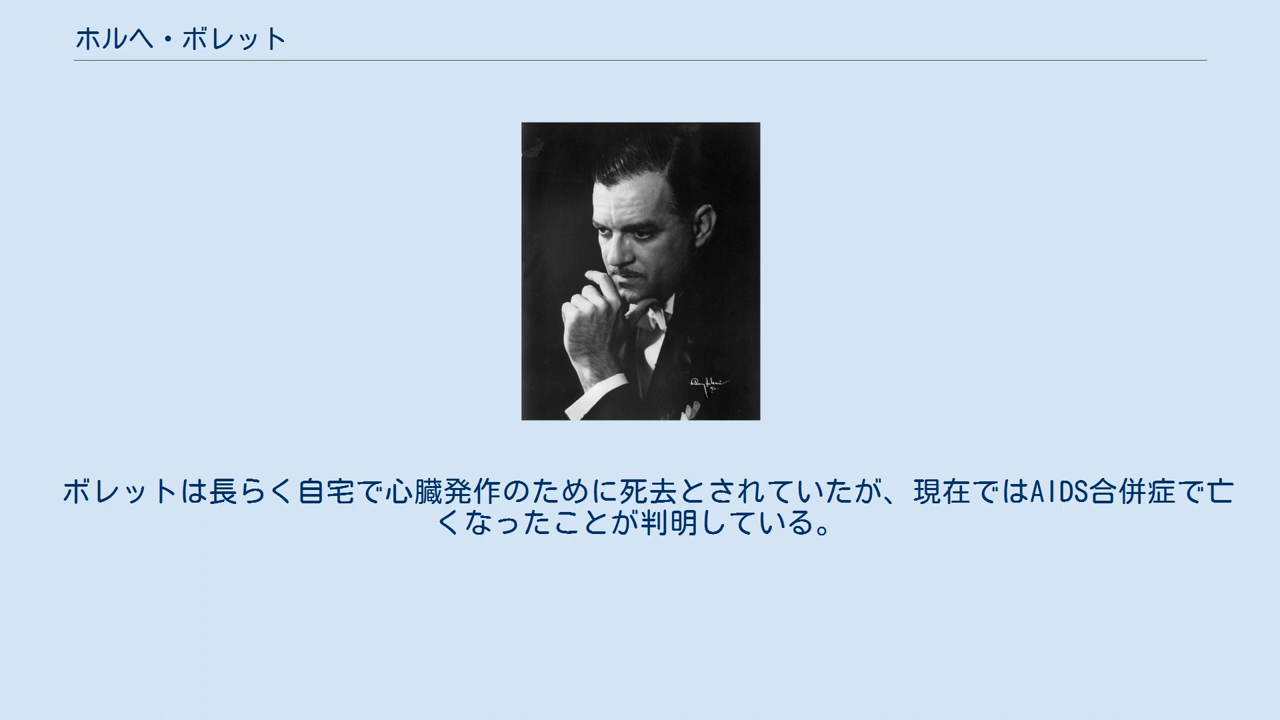 ホルヘ・ボレット
ボレットは長らく自宅で心臓発作のために死去とされていたが、現在ではAIDS合併症で亡
くなったことが判明している。